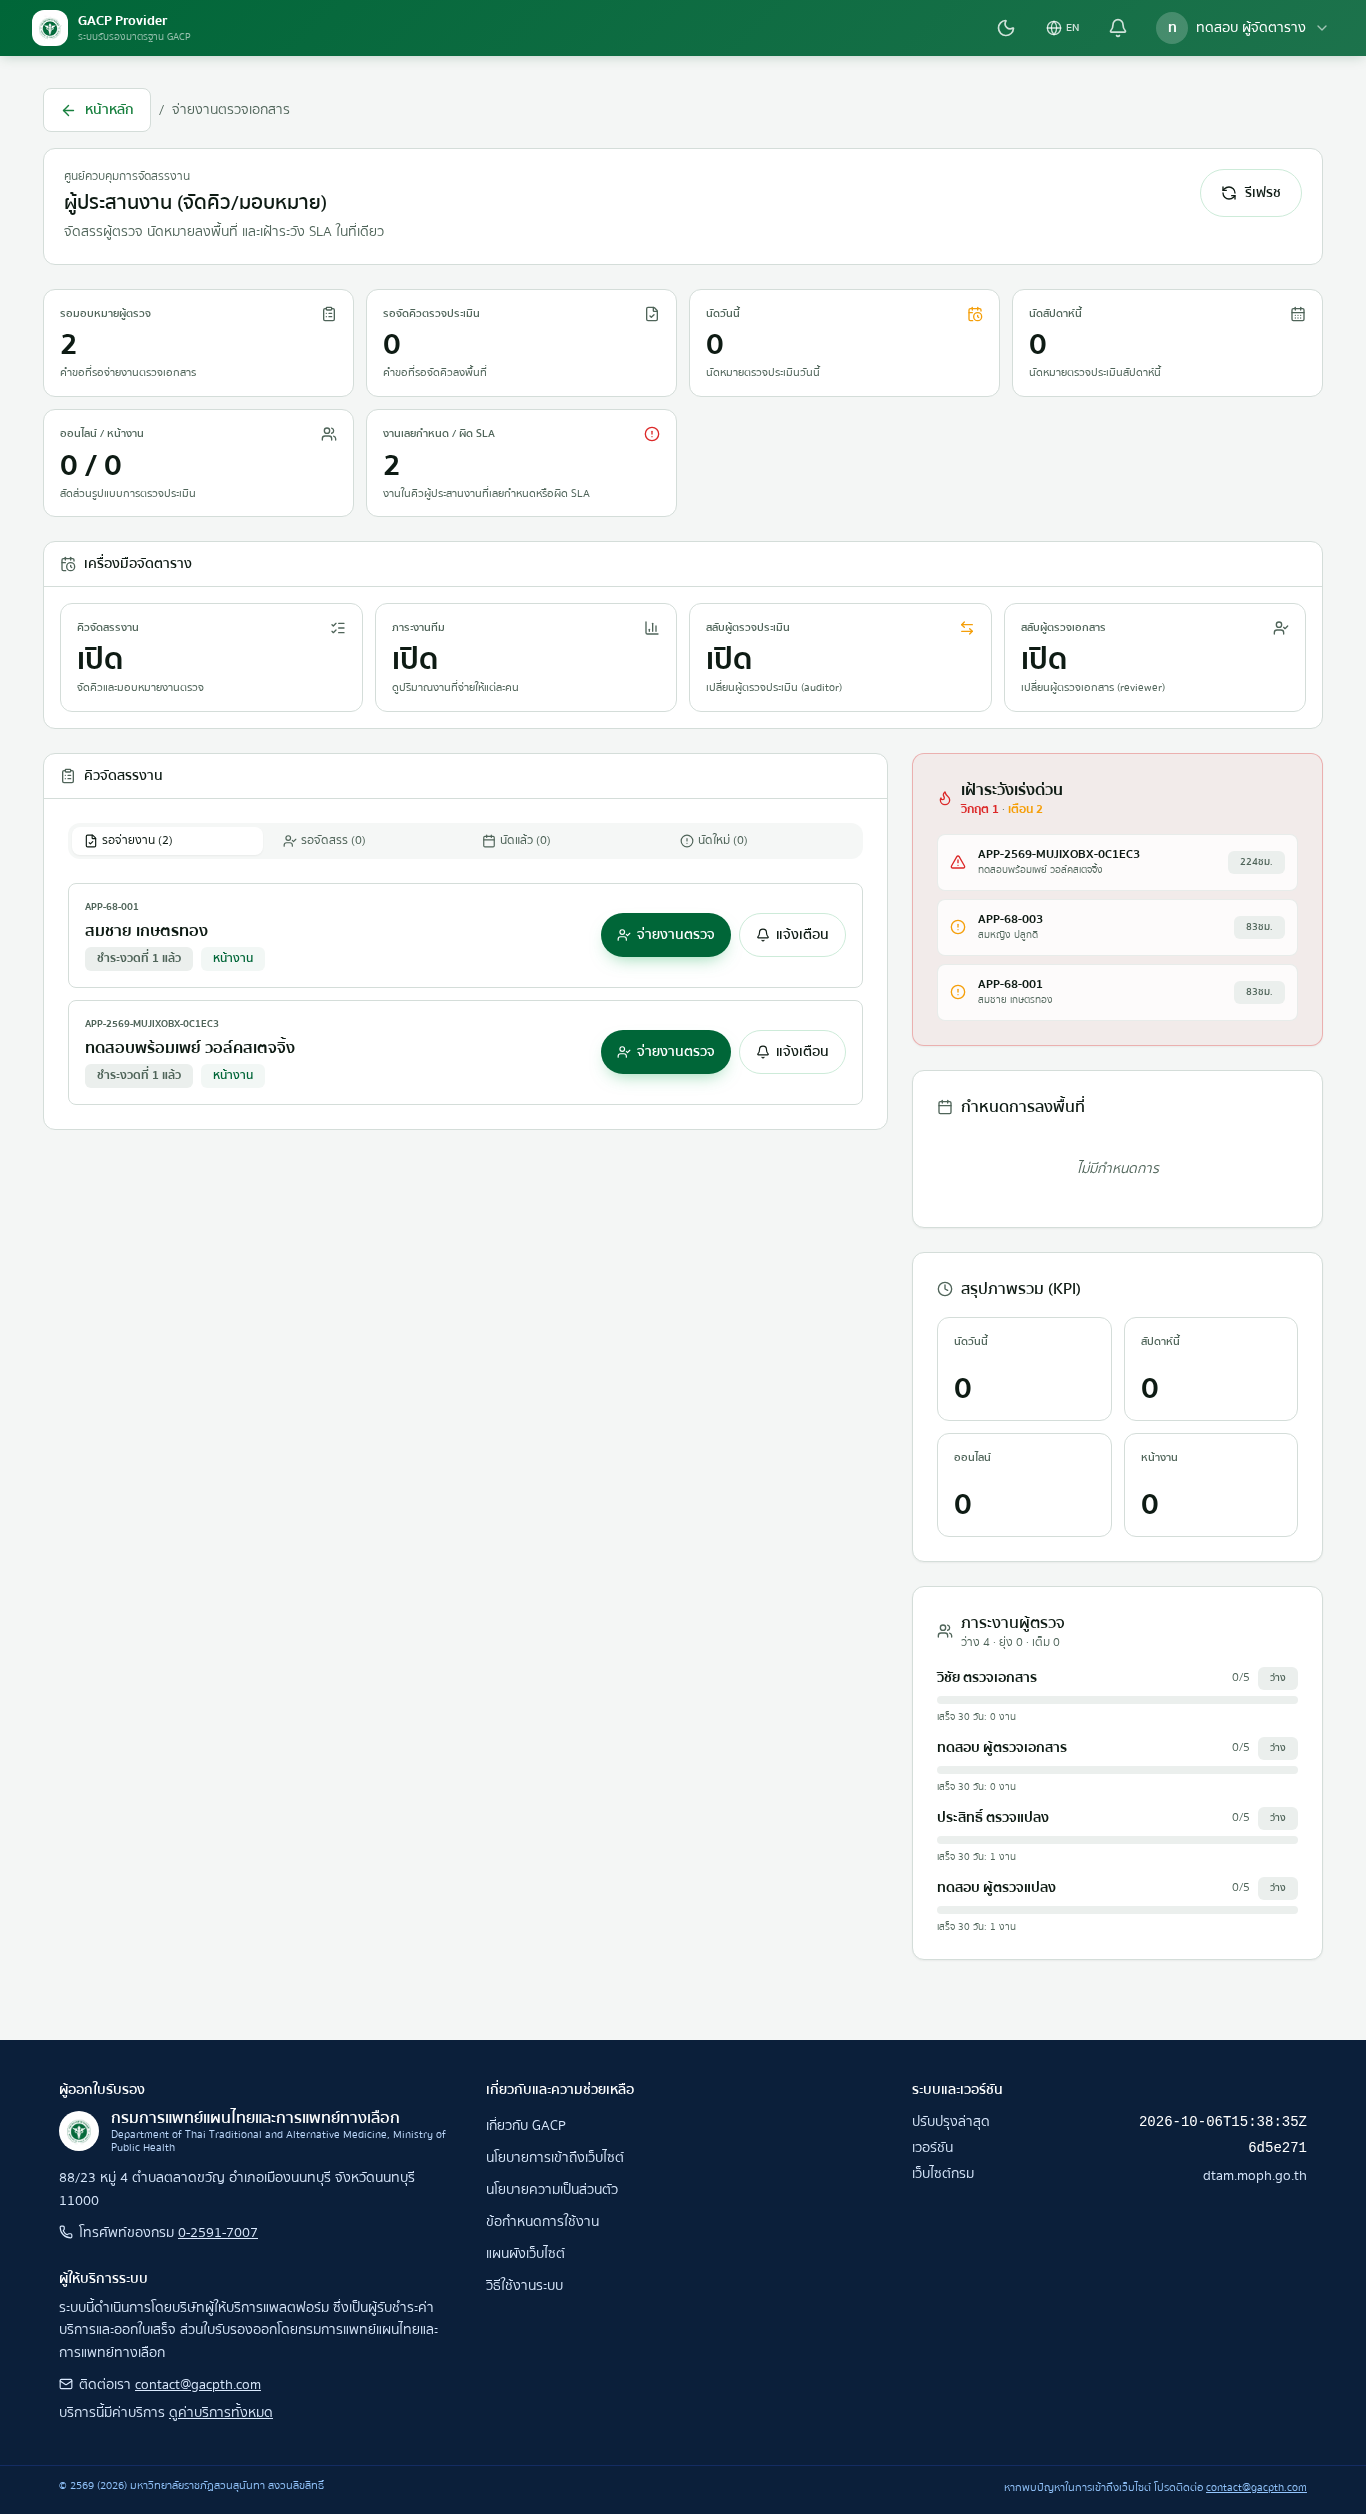 GACP Provider
ระบบรับรองมาตรฐาน GACP
EN
ท
ทดสอบ ผู้จัดตาราง
หน้าหลัก
/ จ่ายงานตรวจเอกสาร
ศูนย์ควบคุมการจัดสรรงาน
ผู้ประสานงาน (จัดคิว/มอบหมาย)
จัดสรรผู้ตรวจ นัดหมายลงพื้นที่ และเฝ้าระวัง SLA ในที่เดียว
รีเฟรช
รอมอบหมายผู้ตรวจ
2
คำขอที่รอจ่ายงานตรวจเอกสาร
รอจัดคิวตรวจประเมิน
0
คำขอที่รอจัดคิวลงพื้นที่
นัดวันนี้
0
นัดหมายตรวจประเมินวันนี้
นัดสัปดาห์นี้
0
นัดหมายตรวจประเมินสัปดาห์นี้
ออนไลน์ / หน้างาน
0 / 0
สัดส่วนรูปแบบการตรวจประเมิน
งานเลยกำหนด / ผิด SLA
2
งานในคิวผู้ประสานงานที่เลยกำหนดหรือผิด SLA
เครื่องมือจัดตาราง
คิวจัดสรรงาน
เปิด
จัดคิวและมอบหมายงานตรวจ
ภาระงานทีม
เปิด
ดูปริมาณงานที่จ่ายให้แต่ละคน
สลับผู้ตรวจประเมิน
เปิด
เปลี่ยนผู้ตรวจประเมิน (auditor)
สลับผู้ตรวจเอกสาร
เปิด
เปลี่ยนผู้ตรวจเอกสาร (reviewer)
คิวจัดสรรงาน
รอจ่ายงาน (2)
รอจัดสรร (0)
นัดแล้ว (0)
นัดใหม่ (0)
APP-68-001
สมชาย เกษตรทอง
ชำระงวดที่ 1 แล้ว
หน้างาน
จ่ายงานตรวจ
แจ้งเตือน
APP-2569-MUJIXOBX-0C1EC3
ทดสอบพร้อมเพย์ วอล์คสเตจจิ้ง
ชำระงวดที่ 1 แล้ว
หน้างาน
จ่ายงานตรวจ
แจ้งเตือน
เฝ้าระวังเร่งด่วน
วิกฤต 1 · เตือน 2
APP-2569-MUJIXOBX-0C1EC3
ทดสอบพร้อมเพย์ วอล์คสเตจจิ้ง
224ชม.
APP-68-003
สมหญิง ปลูกดี
83ชม.
APP-68-001
สมชาย เกษตรทอง
83ชม.
กำหนดการลงพื้นที่
ไม่มีกำหนดการ
สรุปภาพรวม (KPI)
นัดวันนี้
0
สัปดาห์นี้
0
ออนไลน์
0
หน้างาน
0
ภาระงานผู้ตรวจ
ว่าง 4 · ยุ่ง 0 · เต็ม 0
วิชัย ตรวจเอกสาร
0/5
ว่าง
เสร็จ 30 วัน: 0 งาน
ทดสอบ ผู้ตรวจเอกสาร
0/5
ว่าง
เสร็จ 30 วัน: 0 งาน
ประสิทธิ์ ตรวจแปลง
0/5
ว่าง
เสร็จ 30 วัน: 1 งาน
ทดสอบ ผู้ตรวจแปลง
0/5
ว่าง
เสร็จ 30 วัน: 1 งาน
ผู้ออกใบรับรอง
กรมการแพทย์แผนไทยและการแพทย์ทางเลือก
Department of Thai Traditional and Alternative Medicine, Ministry of
Public Health
88/23 หมู่ 4 ตำบลตลาดขวัญ อำเภอเมืองนนทบุรี จังหวัดนนทบุรี
11000
โทรศัพท์ของกรม 0-2591-7007
ผู้ให้บริการระบบ
ระบบนี้ดำเนินการโดยบริษัทผู้ให้บริการแพลตฟอร์ม ซึ่งเป็นผู้รับชำระค่า
บริการและออกใบเสร็จ ส่วนใบรับรองออกโดยกรมการแพทย์แผนไทยและ
การแพทย์ทางเลือก
ติดต่อเรา contact@gacpth.com
บริการนี้มีค่าบริการ ดูค่าบริการทั้งหมด
เกี่ยวกับและความช่วยเหลือ
เกี่ยวกับ GACP
นโยบายการเข้าถึงเว็บไซต์
นโยบายความเป็นส่วนตัว
ข้อกำหนดการใช้งาน
แผนผังเว็บไซต์
วิธีใช้งานระบบ
ระบบและเวอร์ชัน
ปรับปรุงล่าสุด
2026-10-06T15:38:35Z
เวอร์ชัน
6d5e271
เว็บไซต์กรม
dtam.moph.go.th
© 2569 (2026) มหาวิทยาลัยราชภัฏสวนสุนันทา สงวนลิขสิทธิ์
หากพบปัญหาในการเข้าถึงเว็บไซต์ โปรดติดต่อ contact@gacpth.com